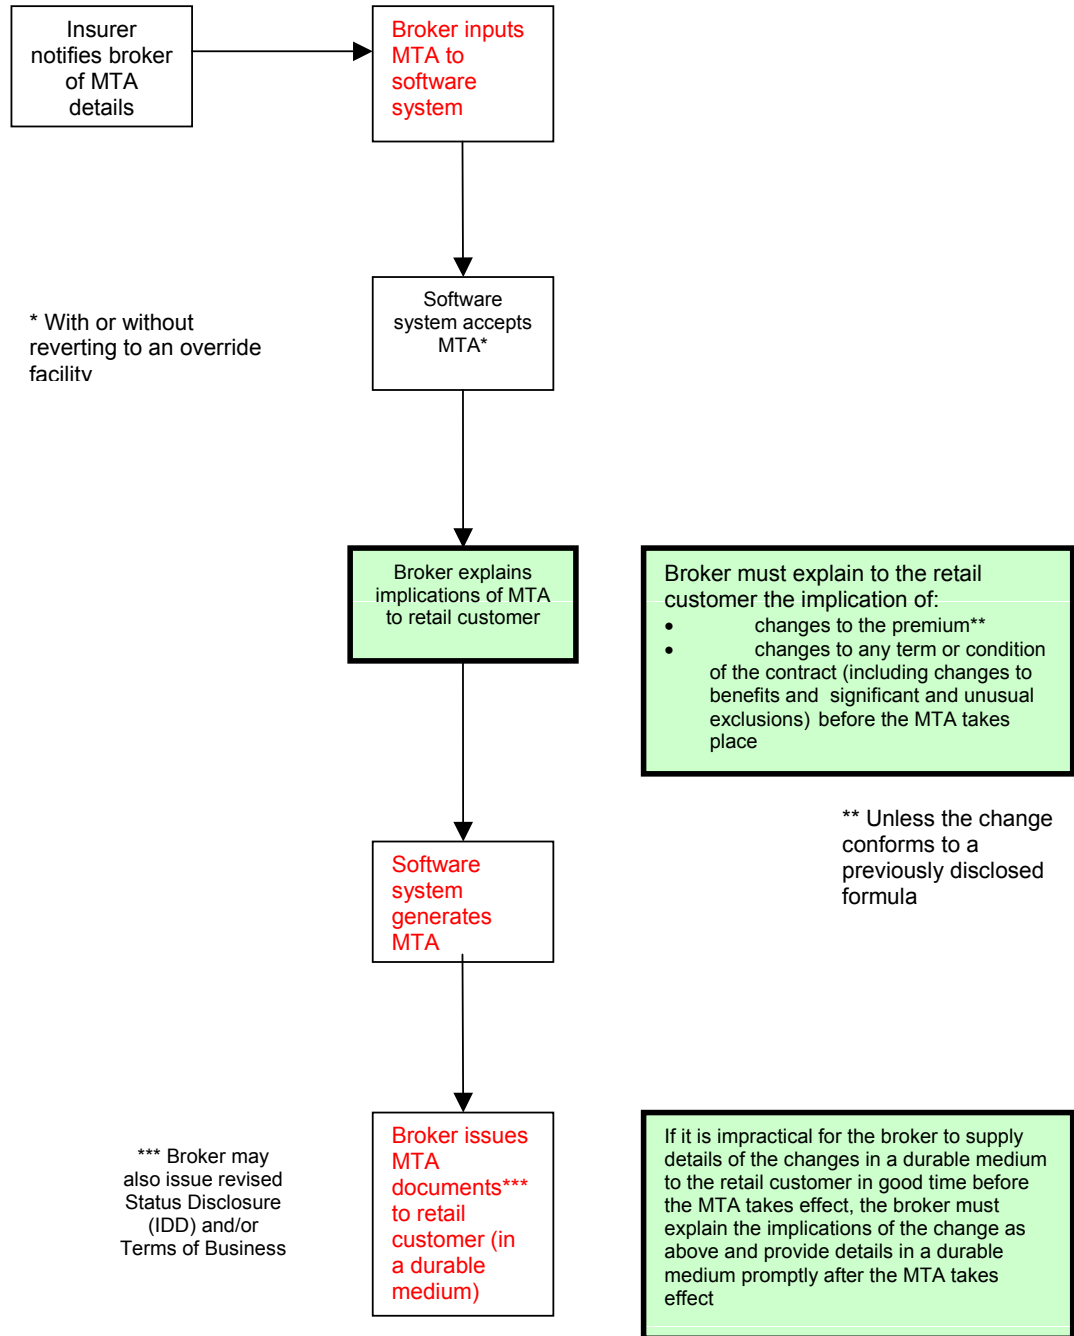 Insurer
notifies broker
of MTA
details
Broker inputs
MTA to
software
system
* With or without
reverting to an override
facility
Software
system accepts
MTA*
Broker explains
implications of MTA
to retail customer
Broker must explain to the retail
customer the implication of:
• changes to the premium**
• changes to any term or condition
of the contract (including changes to
benefits and significant and unusual
exclusions) before the MTA takes
place
** Unless the change
conforms to a
previously disclosed
formula
Software
system
generates
MTA
*** Broker may
also issue revised
Status Disclosure
(IDD) and/or
Terms of Business
Broker issues
MTA
documents***
to retail
customer (in
a durable
medium)
If it is impractical for the broker to supply
details of the changes in a durable medium
to the retail customer in good time before
the MTA takes effect, the broker must
explain the implications of the change as
above and provide details in a durable
medium promptly after the MTA takes
effect